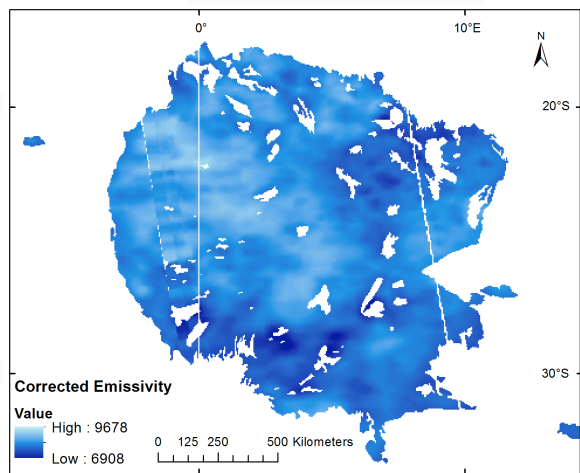 0° 10°E
N
20°S
30°S
Corrected Emissivity
Value
High : 9678
Low : 6908
0 125 250 500 Kilometers